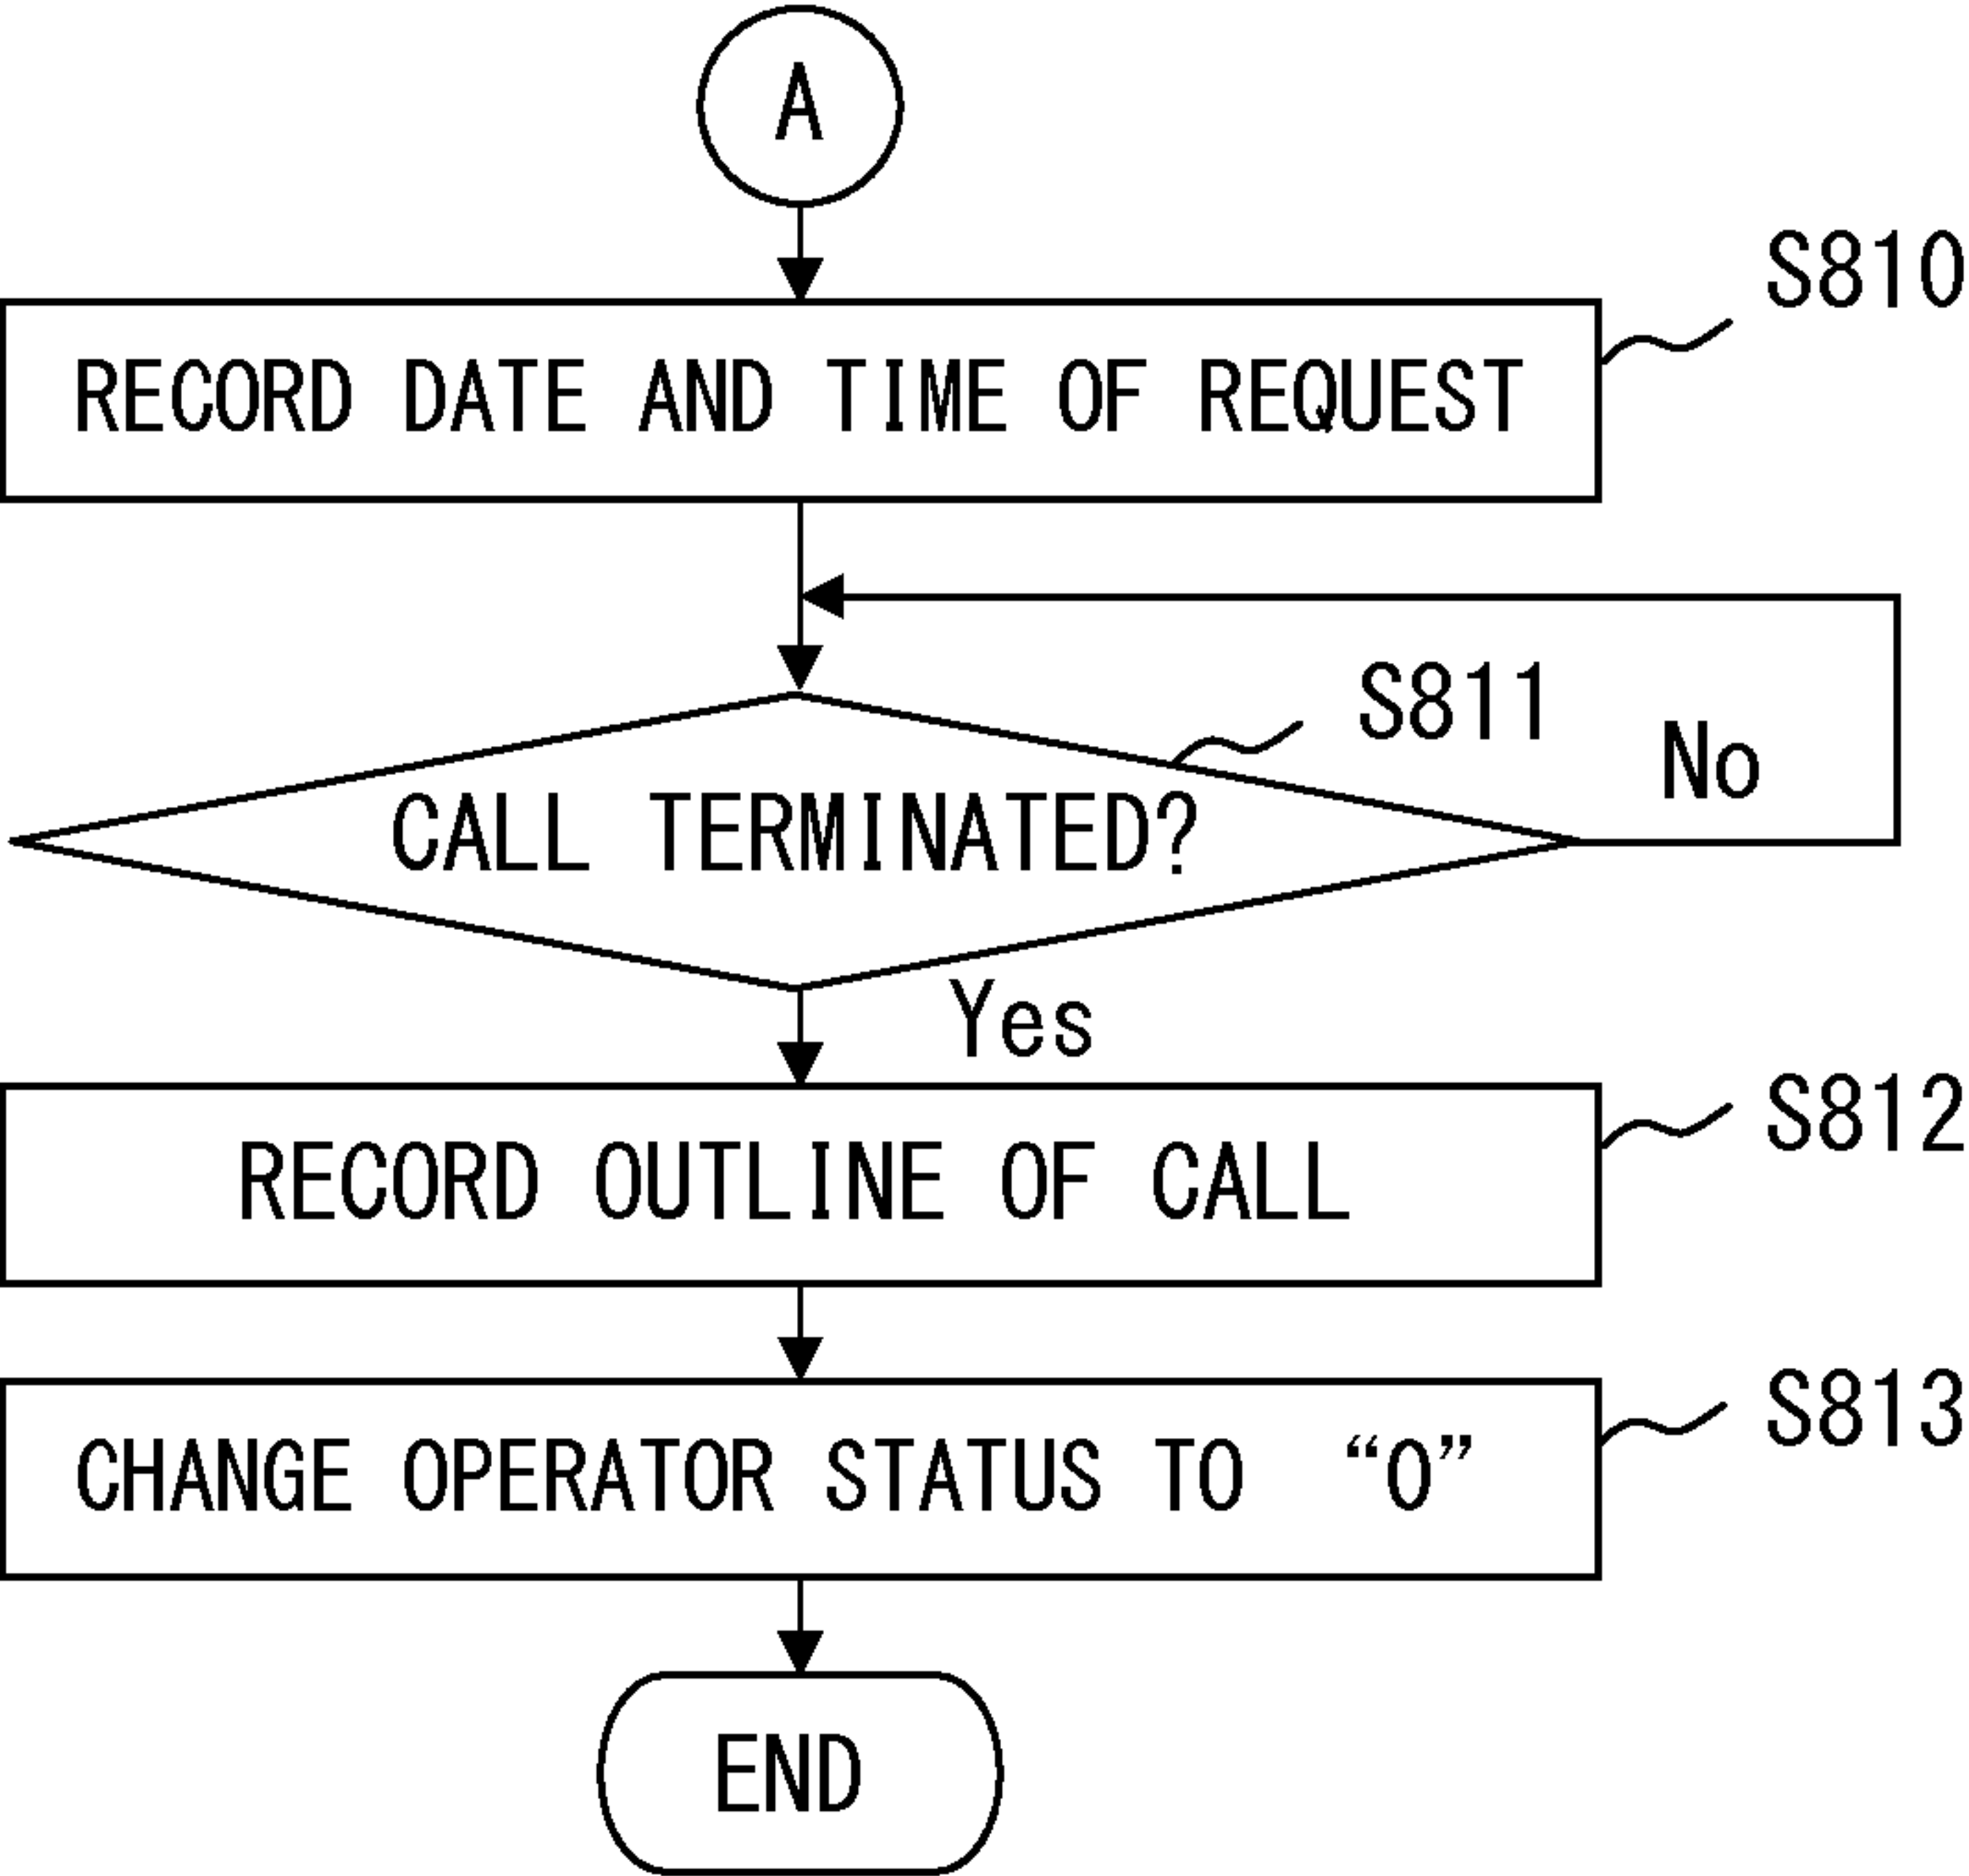 A
S810
RECORD DATE AND TIME OF REQUEST
S811
No
CALL TERMINATED?
Yes
S812
RECORD OUTLINE OF CALL
S813
CHANGE OPERATOR STATUS TO “0”
END